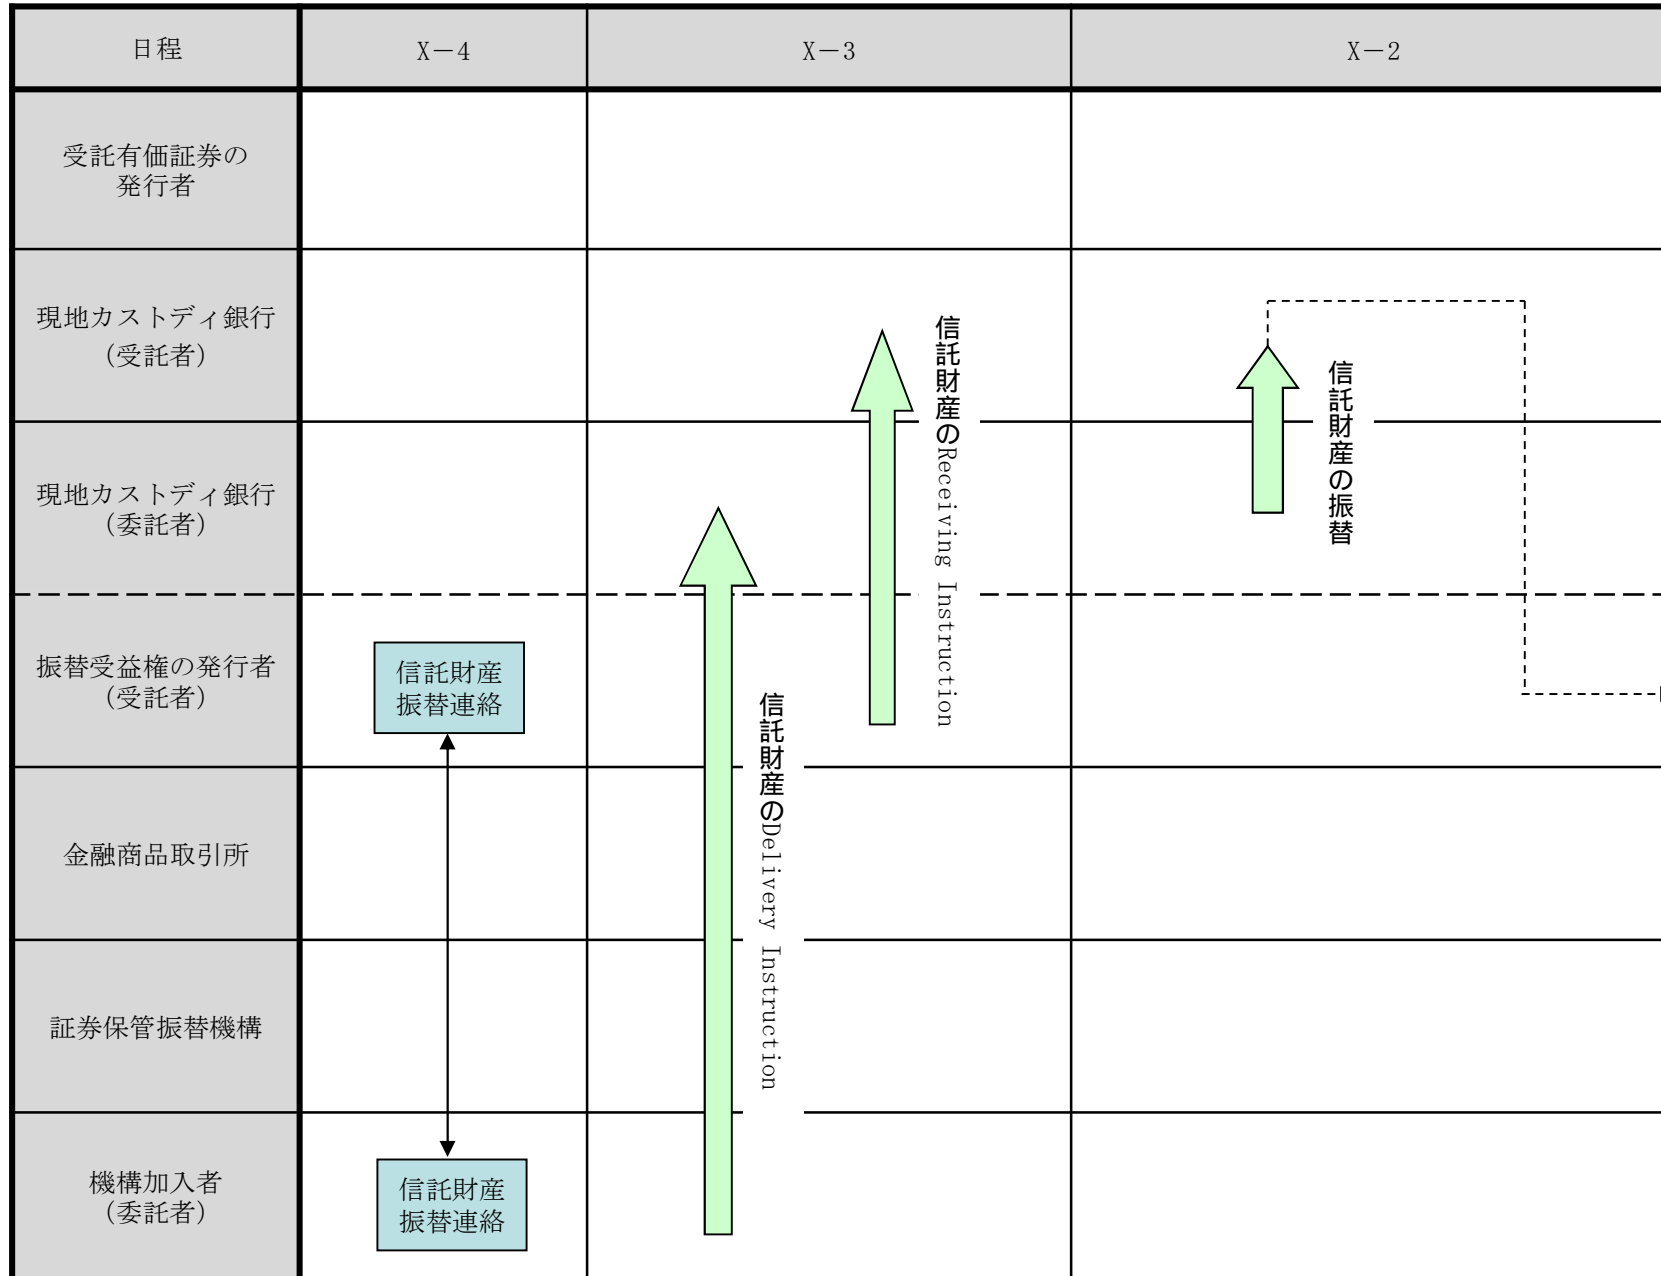 日程
X－4
X－3
X－2
受託有価証券の
発行者
現地カストディ銀行
（受託者）
現地カストディ銀行
（委託者）
振替受益権の発行者
（受託者）
金融商品取引所
証券保管振替機構
機構加入者
（委託者）
信託財産
振替連絡
信託財産
振替連絡
信託財産のDelivery Instruction
信託財産のReceiving Instruction
信託財産の振替